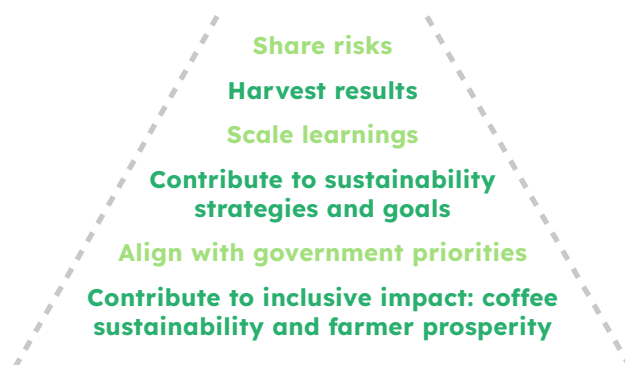 Share risks
Harvest results
Scale learnings
Contribute to sustainability
strategies and goals
Align with government priorities
Contribute to inclusive impact: coffee
sustainability and farmer prosperity